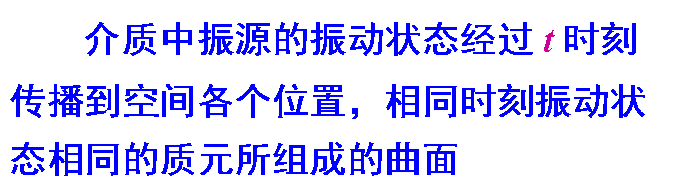 介质中振源的振动状态经过 t 时刻
传播到空间各个位置，相同时刻振动状
态相同的质元所组成的曲面